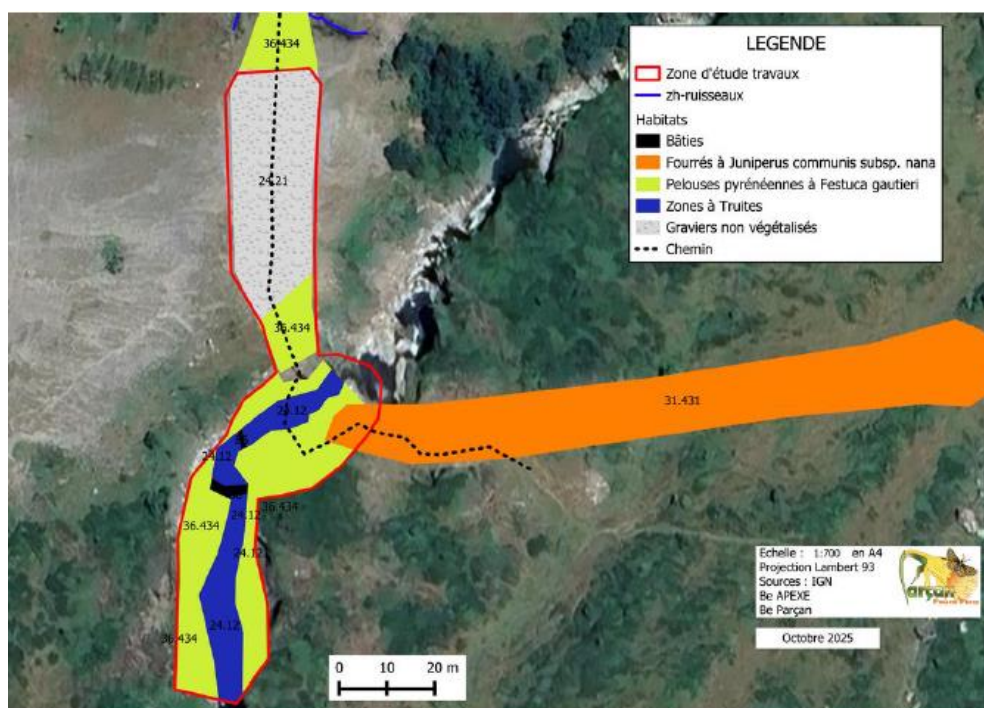 36.434
LEGENDE
Zone d'étude travaux
zh-ruisseaux
Habitats
Bâties
Fourrés à Juniperus communis subsp. nana
Pelouses pyrénéennes à Festuca gautieri
Zones à Truites
Graviers non végétalisés
Chemin
24.21
36.434
31.431
24.12
24.12
24.12
36.434
36.434
24.12
24.12
36.434
Echelle : 1:700 en A4
Projection Lambert 93
Sources : IGN
Be APEXE
Be Parçan
Parçan
Octobre 2025
0 10 20 m